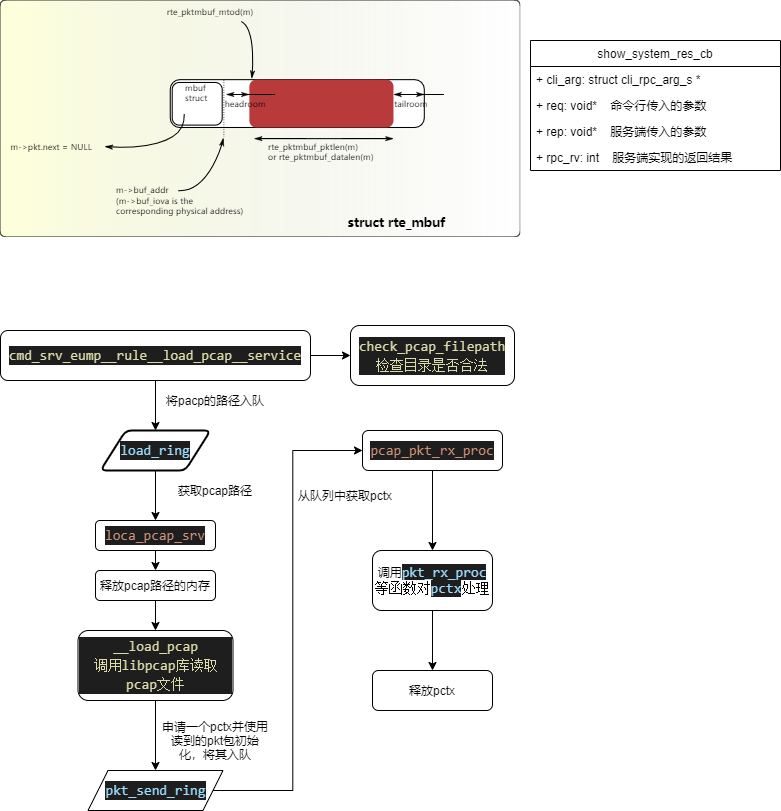 rte_pktmbuf_mtod(m)
mbuf
struct
headroom
tailroom
m->pkt.next = NULL
rte_pktmbuf_pktlen(m)
or rte_pktmbuf_datalen(m)
m->buf_addr
(m->buf_iova is the
corresponding physical address)
struct rte_mbuf
show_system_res_cb
+ cli_arg: struct cli_rpc_arg_s *
+ req: void* 命令行传入的参数
+ rep: void* 服务端传入的参数
+ rpc_rv: int 服务端实现的返回结果
cmd_srv_eump__rule__load_pcap__service
check_pcap_filepath
检查目录是否合法
将pacp的路径入队
load_ring
获取pcap路径
loca_pcap_srv
释放pcap路径的内存
__load_pcap
调用libpcap库读取
pcap文件
申请一个pctx并使用
读到的pkt包初始
化，将其入队
pkt_send_ring
从队列中获取pctx
pcap_pkt_rx_proc
调用pkt_rx_proc
等函数对pctx处理
释放pctx